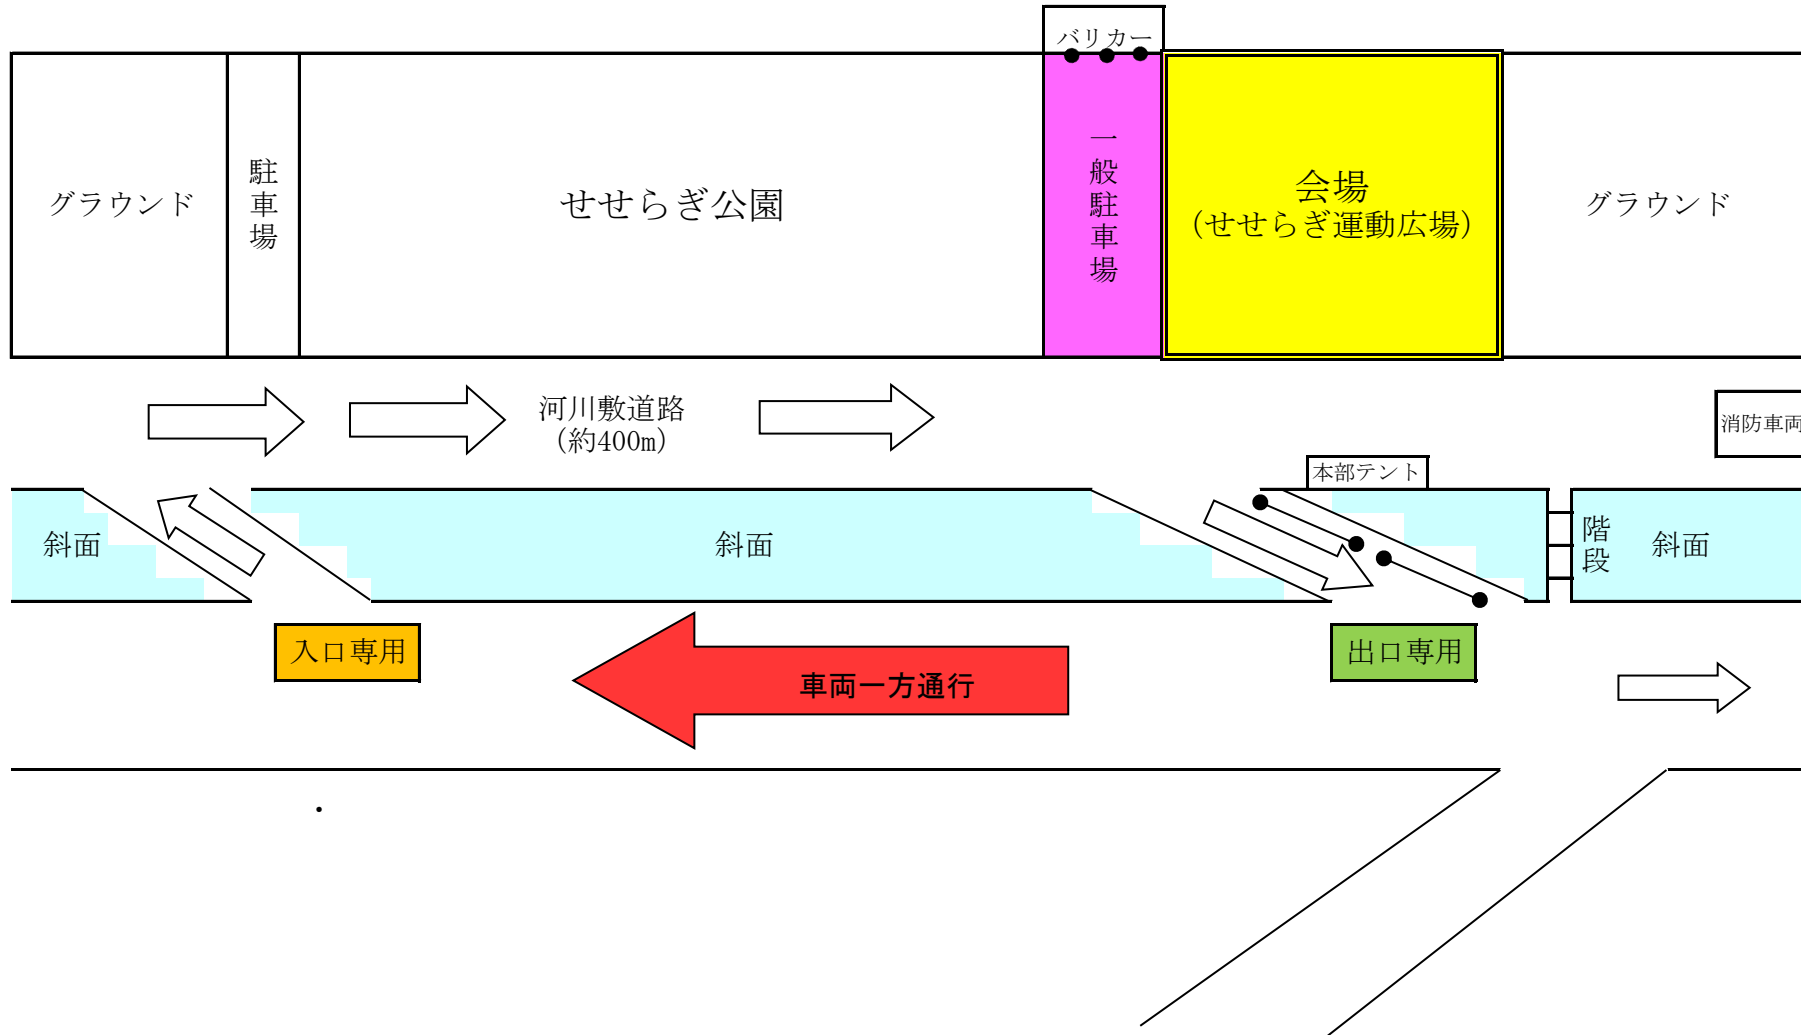 バリカー
グラウンド
駐車場
せせらぎ公園
一般駐車場
会場
（せせらぎ運動広場）
グラウンド
河川敷道路
（約400m）
消防車両
本部テント
斜面
斜面
階段
斜面
入口専用
車両一方通行
出口専用